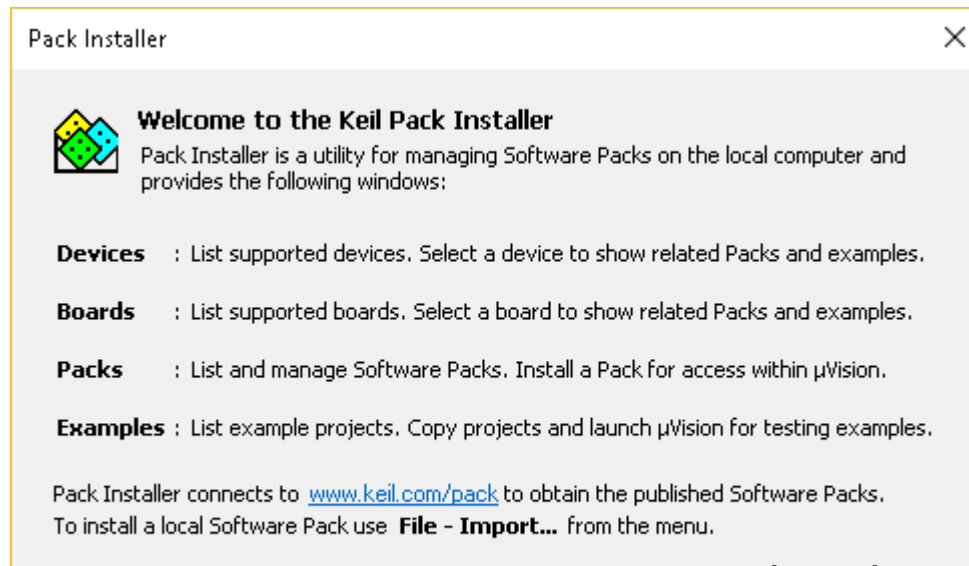 Pack Installer
Welcome to the Keil Pack Installer
Pack Installer is a utility for managing Software Packs on the local computer and
provides the following windows:
Devices : List supported devices. Select a device to show related Packs and examples.
Boards : List supported boards. Select a board to show related Packs and examples.
Packs : List and manage Software Packs. Install a Pack for access within µVision.
Examples : List example projects. Copy projects and launch µVision for testing examples.
Pack Installer connects to www.keil.com/pack to obtain the published Software Packs.
To install a local Software Pack use File - Import... from the menu.